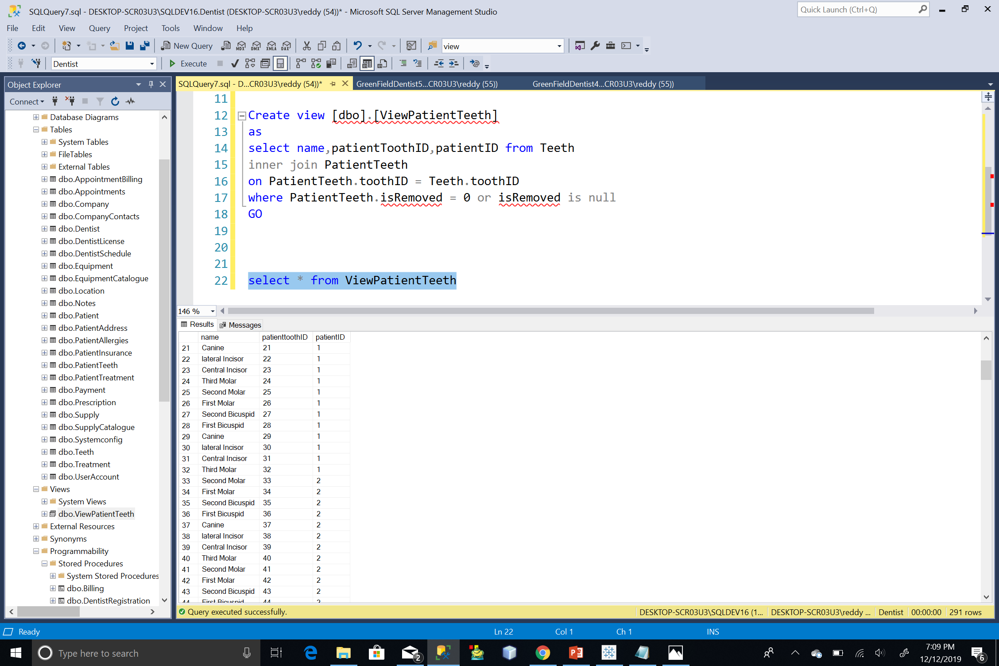 SQLQuery7.sql - DESKTOP-SCR03U3\SQLDEV16.Dentist (DESKTOP-SCR03U3\reddy (54))* - Microsoft SQL Server Management Studio
Quick Launch (Ctrl+Q)
File Edit View Query Project Tools Window Help
New Query MDX DMX XMLA DAX view
Dentist Execute
Object Explorer
Connect
Database Diagrams
Tables
System Tables
FileTables
External Tables
dbo.AppointmentBilling
dbo.Appointments
dbo.Company
dbo.CompanyContacts
dbo.Dentist
dbo.DentistLicense
dbo.DentistSchedule
dbo.Equipment
dbo.EquipmentCatalogue
dbo.Location
dbo.Notes
dbo.Patient
dbo.PatientAddress
dbo.PatientAllergies
dbo.PatientInsurance
dbo.PatientTeeth
dbo.PatientTreatment
dbo.Payment
dbo.Prescription
dbo.Supply
dbo.SupplyCatalogue
dbo.Systemconfig
dbo.Teeth
dbo.Treatment
dbo.UserAccount
Views
System Views
dbo.ViewPatientTeeth
External Resources
Synonyms
Programmability
Stored Procedures
System Stored Procedures
dbo.Billing
dbo.DentistRegistration
SQLQuery7.sql - D...CR03U3\reddy (54))* GreenFieldDentist5...CR03U3\reddy (55)) GreenFieldDentist4...CR03U3\reddy (55))
11
12 Create view [dbo].[ViewPatientTeeth]
13 as
14 select name,patientToothID,patientID from Teeth
15 inner join PatientTeeth
16 on PatientTeeth.toothID = Teeth.toothID
17 where PatientTeeth.isRemoved = 0 or isRemoved is null
18 GO
19
20
21
22 select * from ViewPatientTeeth
146 %
Results Messages
name patienttoothID patientID
21 Canine 21 1
22 lateral Incisor 22 1
23 Central Incisor 23 1
24 Third Molar 24 1
25 Second Molar 25 1
26 First Molar 26 1
27 Second Bicuspid 27 1
28 First Bicuspid 28 1
29 Canine 29 1
30 lateral Incisor 30 1
31 Central Incisor 31 1
32 Third Molar 32 1
33 Second Molar 33 2
34 First Molar 34 2
35 Second Bicuspid 35 2
36 First Bicuspid 36 2
37 Canine 37 2
38 lateral Incisor 38 2
39 Central Incisor 39 2
40 Third Molar 40 2
41 Second Molar 41 2
42 First Molar 42 2
43 Second Bicuspid 43 2
44 First Bicuspid 44 2
Query executed successfully. DESKTOP-SCR03U3\SQLDEV16 (1... DESKTOP-SCR03U3\reddy ... Dentist 00:00:00 291 rows
Ready Ln 22 Col 1 Ch 1 INS
Type here to search 2 7:09 PM
12/12/2019 6